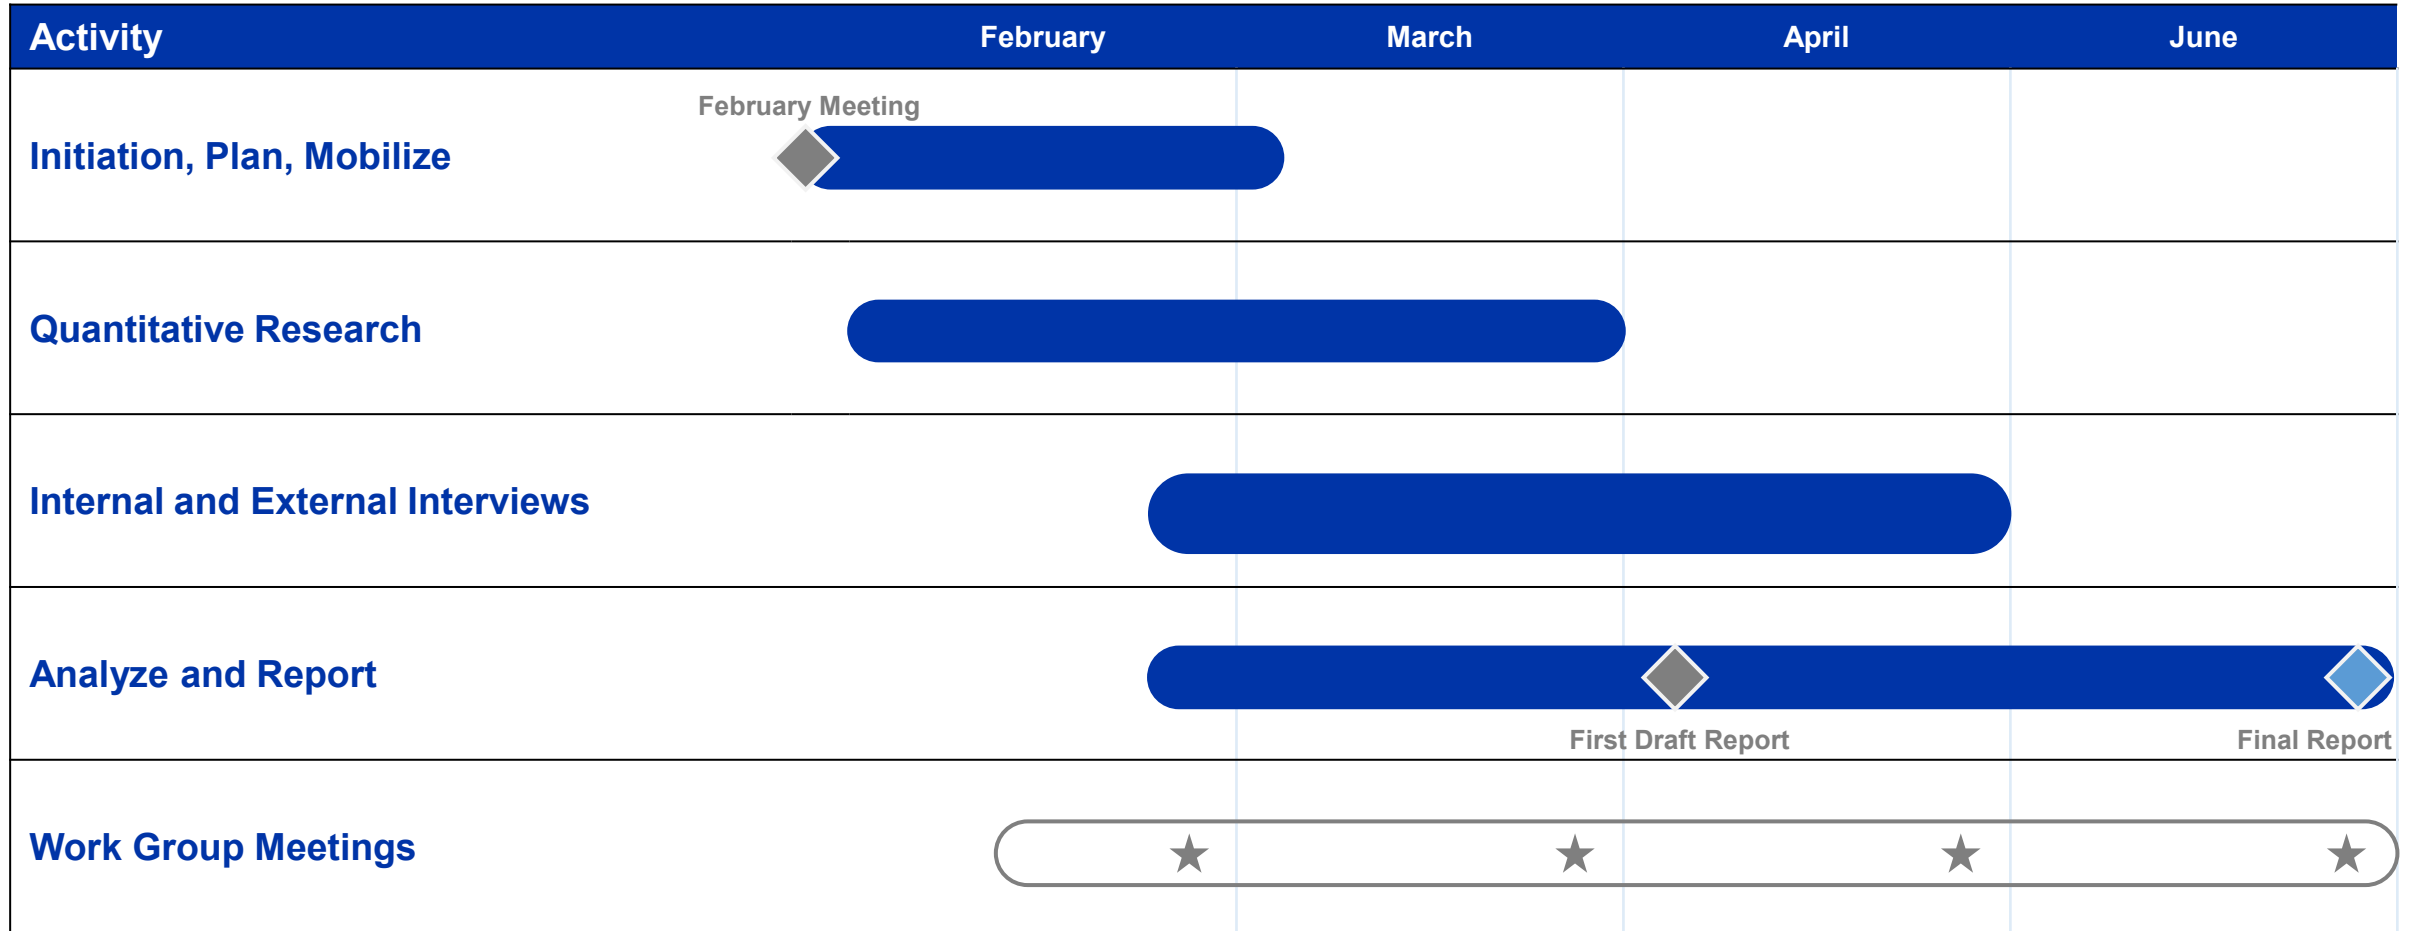 Activity February March April June
February Meeting
Initiation, Plan, Mobilize
Quantitative Research
Internal and External Interviews
Analyze and Report
First Draft Report Final Report
Work Group Meetings